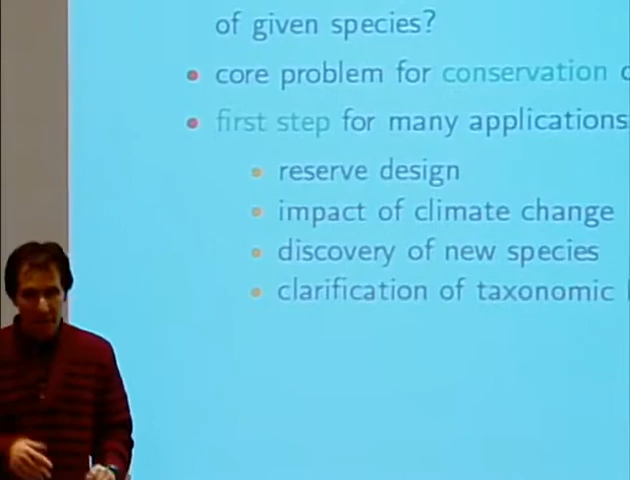 of given species?
core problem for conservation
first step for many applications
reserve design
impact of climate change
discovery of new species
clarification of taxonomic